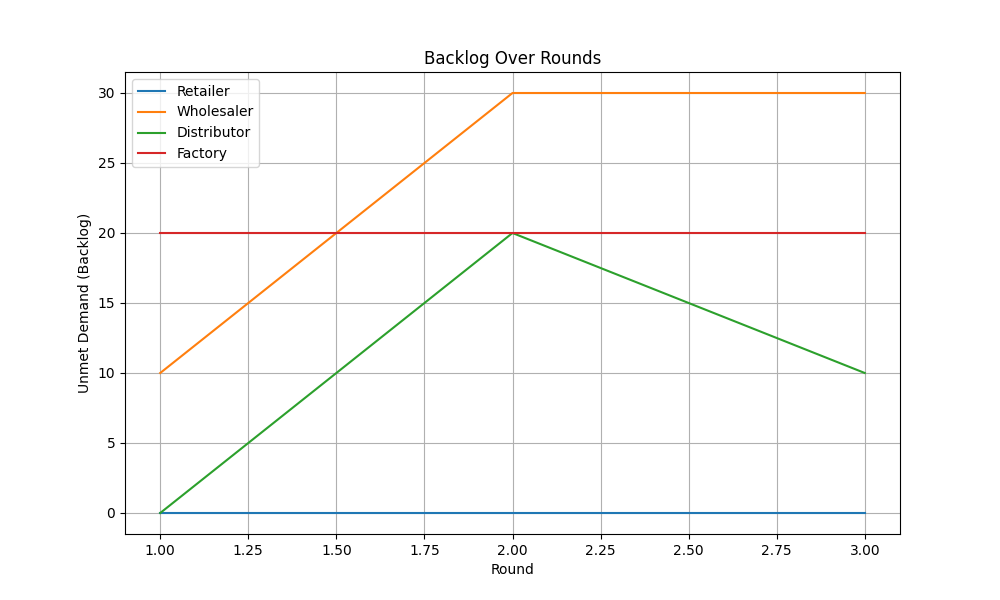 Backlog Over Rounds
Retailer
Wholesaler
Distributor
Factory
Unmet Demand (Backlog)
30
25
20
15
10
5
0
1.00 1.25 1.50 1.75 2.00 2.25 2.50 2.75 3.00
Round